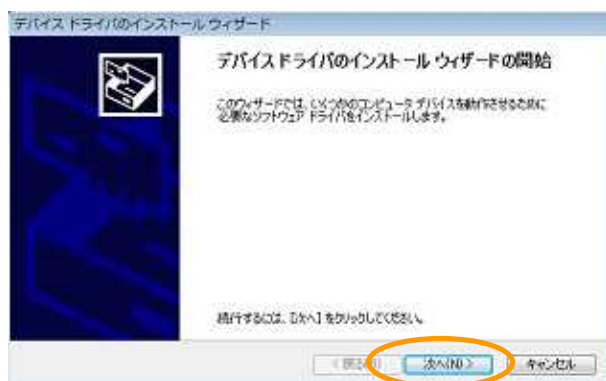 デバイス ドライバのインストール ウィザード
デバイス ドライバのインストール ウィザードの開始
このウィザードでは、いくつかのコンピュータ デバイスを動作させるために
必要なソフトウェア ドライバをインストールします。
続行するには、[次へ] をクリックしてください。
< 戻る(B)
次へ(N) >
キャンセル